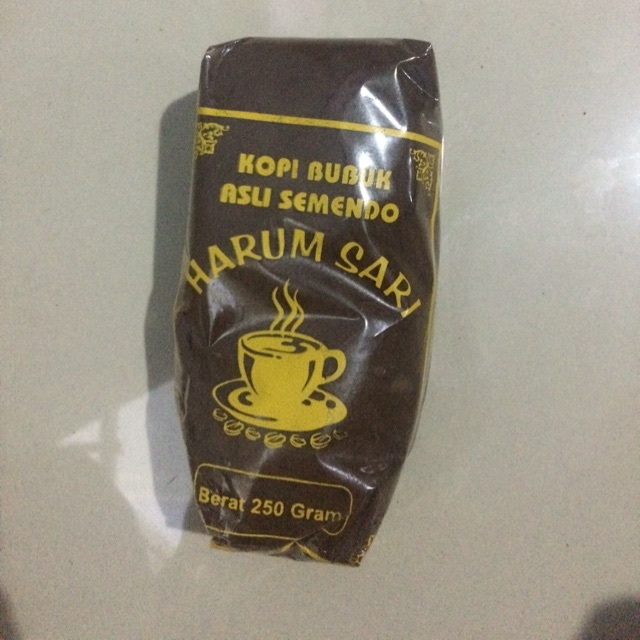 KOPI BUBUK
ASLI SEMENDO
HARUM SARI
Berat 250 Gram